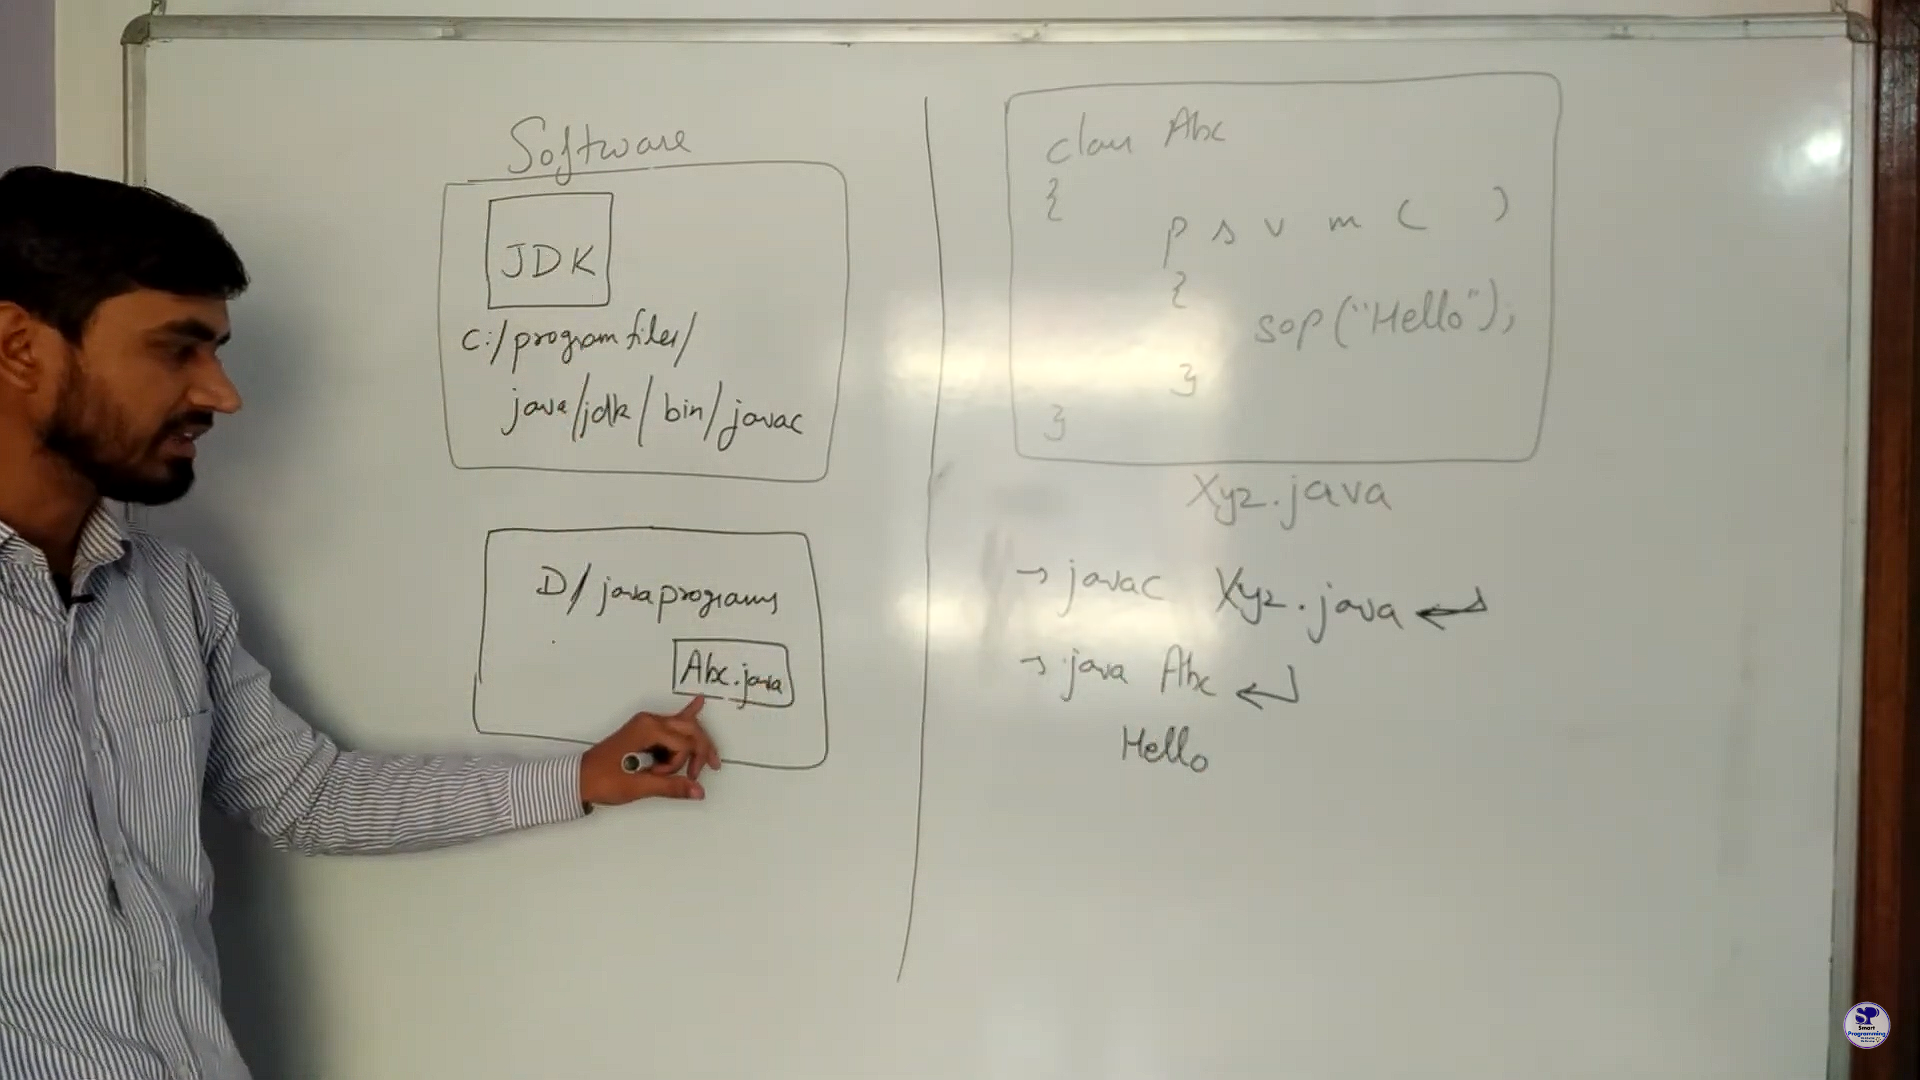 Software
JDK
C:/program files/
java/jdk/bin/javac
D/javaprograms
Abc.java
class Abc
{
p s v m ( )
{
sop("Hello");
}
}
Xyz.java
→ javac Xyz.java ↵
→ java Abc ↵
Hello
SP
Smart
Programming